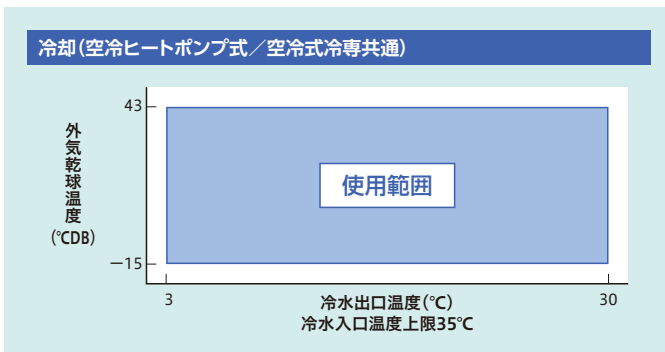 冷却(空冷ヒートポンプ式／空冷式冷専共通)
43
外気乾球温度
(℃DB)
使用範囲
−15
3
冷水出口温度(℃)
30
冷水入口温度上限35℃